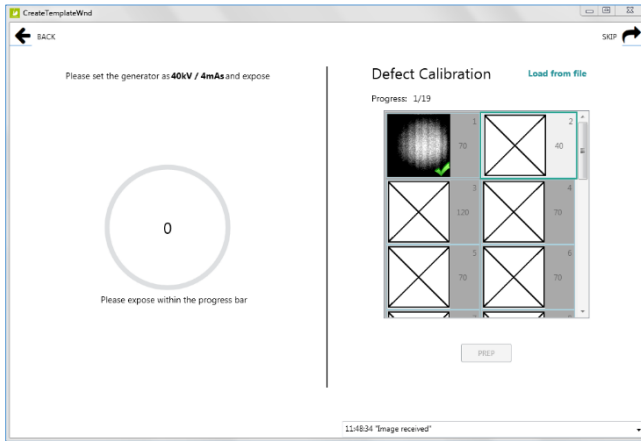 CreateTemplateWnd
BACK
SKIP
Please set the generator as 40kV / 4mAs and expose
0
Please expose within the progress bar
Defect Calibration
Load from file
Progress: 1/19
1
70
2
40
3
120
4
70
5
70
6
70
PREP
11:48:34 "Image received"